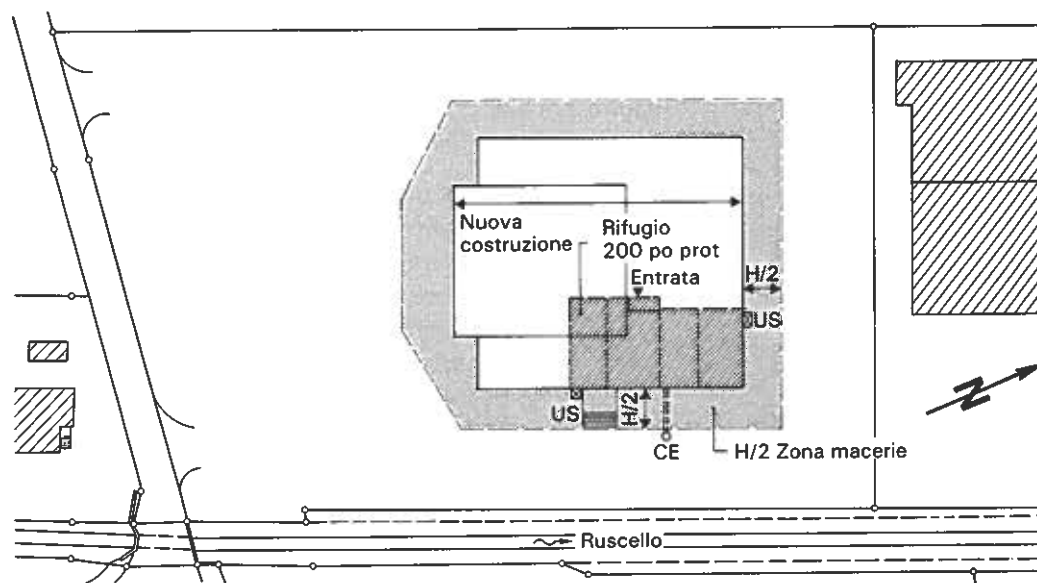 Nuova
costruzione
Rifugio
200 po prot
Entrata
H/2
US
US
H/2
CE
H/2 Zona macerie
N
Ruscello